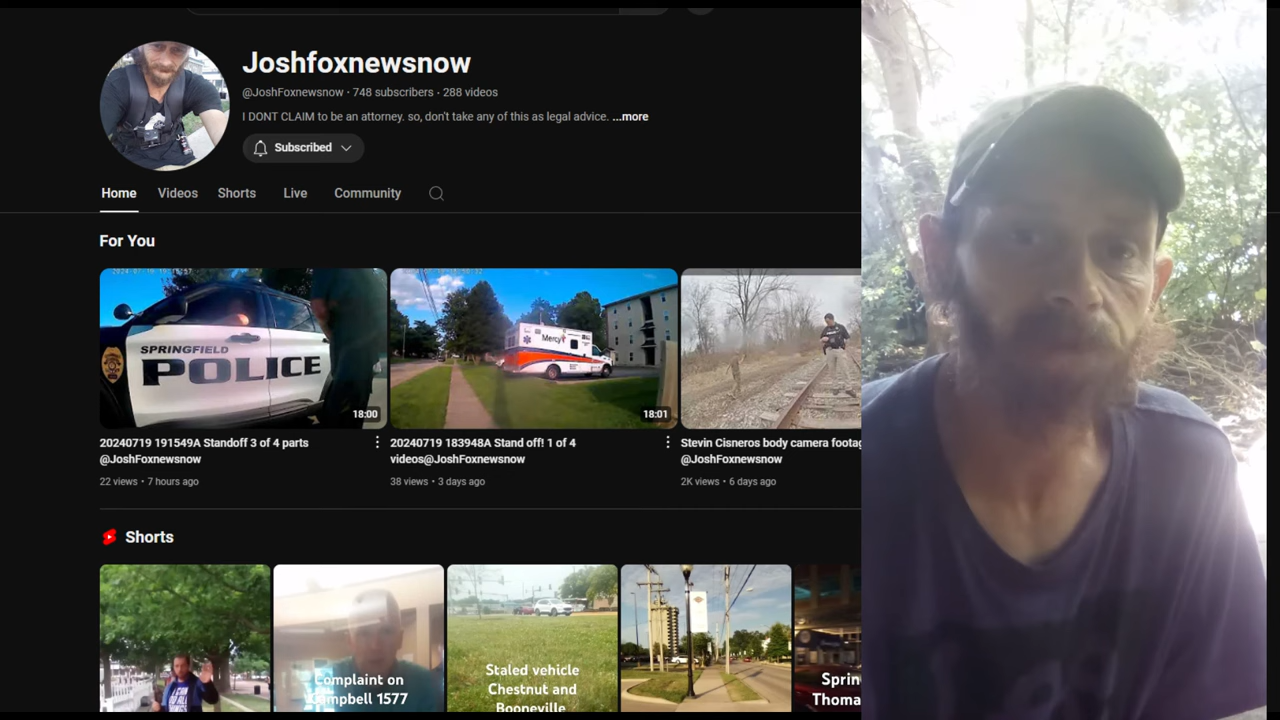 Joshfoxnewsnow
@JoshFoxnewsnow · 748 subscribers · 288 videos
I DONT CLAIM to be an attorney. so, don't take any of this as legal advice. ...more
Subscribed
Home Videos Shorts Live Community
For You
SPRINGFIELD
POLICE
18:00
Mercy
18:01
20240719 191549A Standoff 3 of 4 parts
@JoshFoxnewsnow
22 views • 7 hours ago
20240719 183948A Stand off! 1 of 4
videos@JoshFoxnewsnow
38 views • 3 days ago
Stevin Cisneros body camera footag
@JoshFoxnewsnow
2K views • 6 days ago
Shorts
Complaint on
Campbell 1577
Staled vehicle
Chestnut and
Booneville
Sprin
Thoma